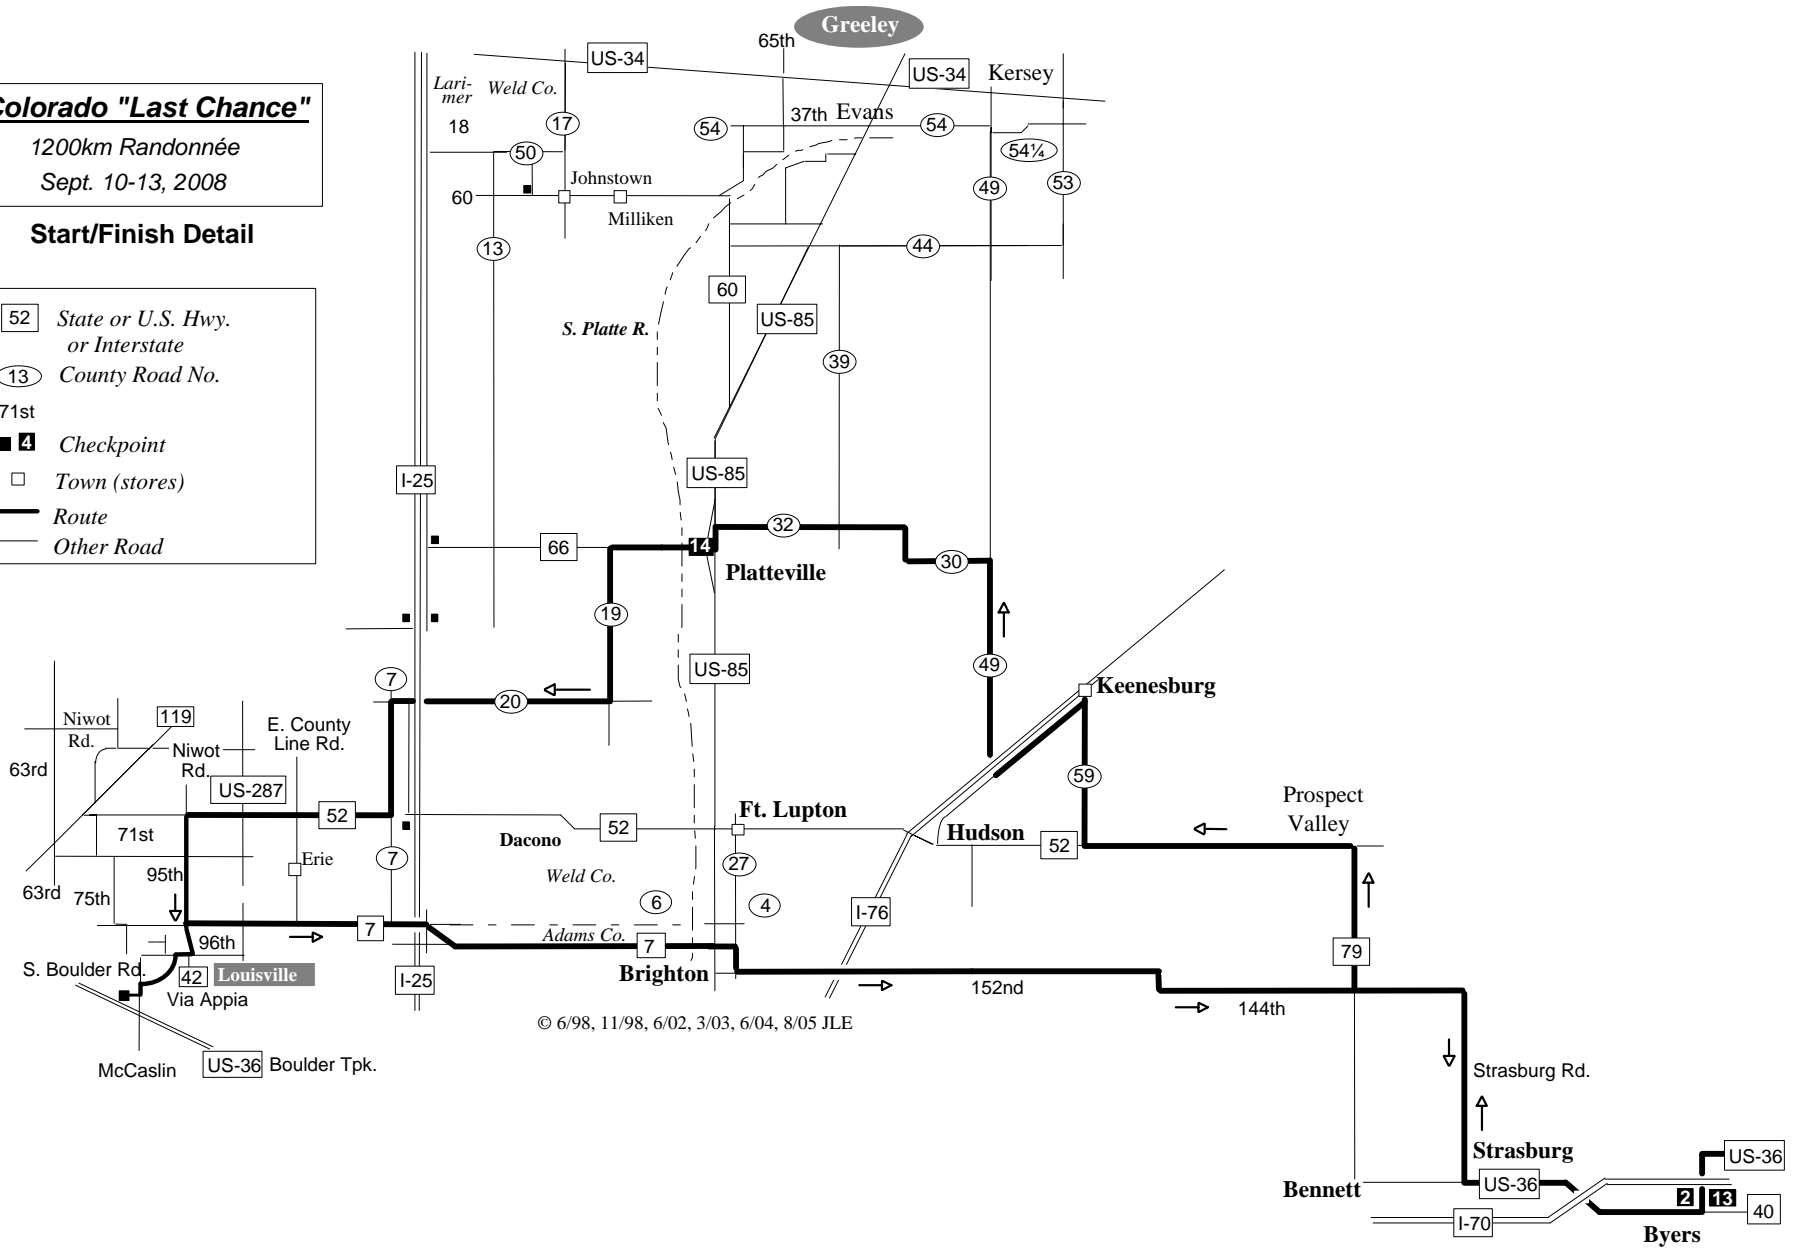 Greeley
65th
US-34
US-34
Kersey
Colorado "Last Chance"
1200km Randonnée
Sept. 10-13, 2008
Start/Finish Detail
Lari-
mer
Weld Co.
18
17
54
37th
Evans
54
50
54¼
Johnstown
60
Milliken
49
53
13
44
60
S. Platte R.
US-85
39
52
State or U.S. Hwy.
or Interstate
13
County Road No.
71st
4
Checkpoint
Town (stores)
Route
Other Road
I-25
US-85
66
14
32
Platteville
30
19
49
US-85
7
20
Keenesburg
Niwot
Rd.
119
Niwot
Rd.
E. County
Line Rd.
63rd
US-287
59
52
71st
Dacono
52
Ft. Lupton
Hudson
52
Prospect
Valley
Erie
7
27
63rd
75th
95th
Weld Co.
6
4
I-76
7
Adams Co.
7
96th
79
S. Boulder Rd.
42
Louisville
I-25
Brighton
Via Appia
152nd
144th
© 6/98, 11/98, 6/02, 3/03, 6/04, 8/05 JLE
McCaslin
US-36
Boulder Tpk.
Strasburg Rd.
Strasburg
US-36
Bennett
US-36
2
13
40
I-70
Byers